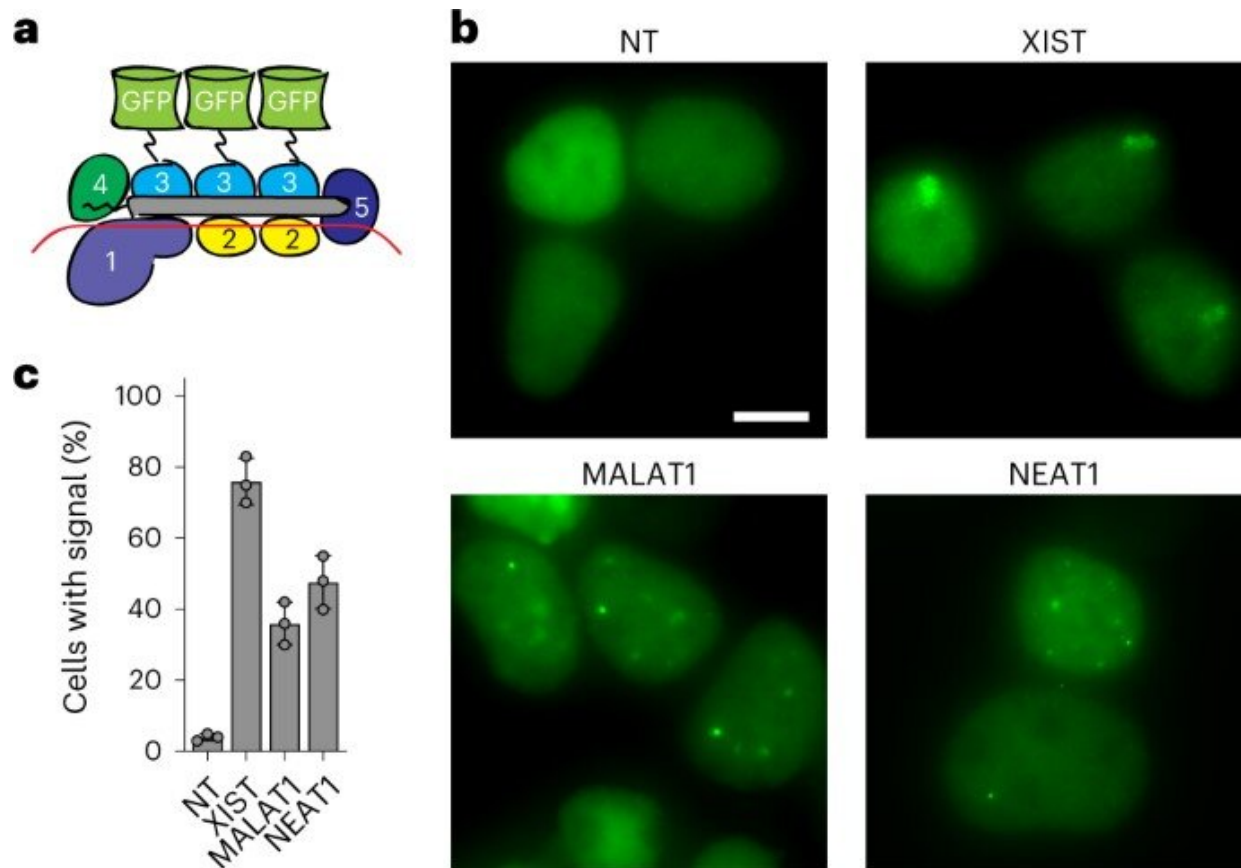 a
GFP GFP GFP
4 3 3 3 5
1 2 2
b
NT
XIST
MALAT1
NEAT1
c
Cells with signal (%)
100
80
60
40
20
0
NT
XIST
MALAT1
NEAT1